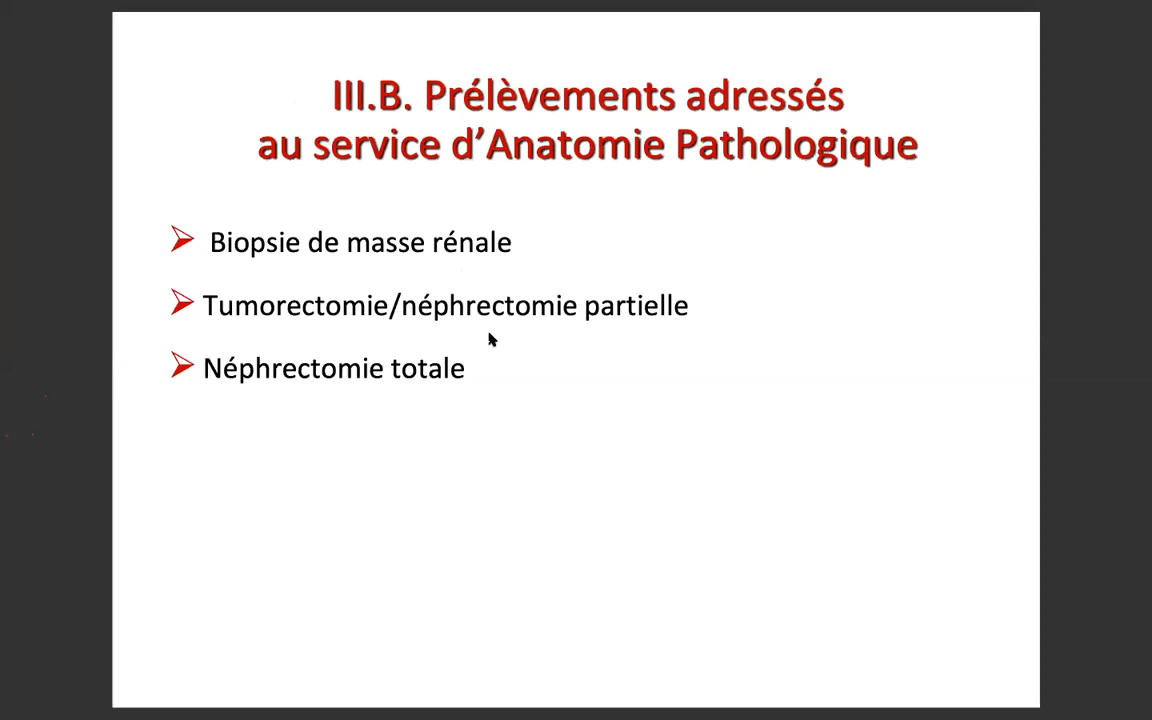 III.B. Prélèvements adressés
au service d’Anatomie Pathologique
Biopsie de masse rénale
Tumorectomie/néphrectomie partielle
Néphrectomie totale